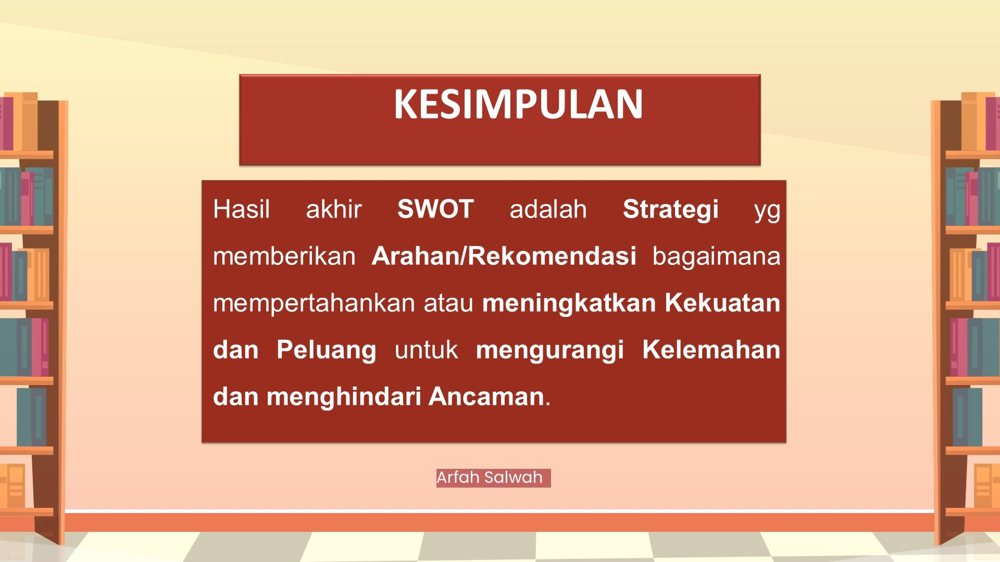 KESIMPULAN
Hasil akhir SWOT adalah Strategi yg
memberikan Arahan/Rekomendasi bagaimana
mempertahankan atau meningkatkan Kekuatan
dan Peluang untuk mengurangi Kelemahan
dan menghindari Ancaman.
Arfah Salwah